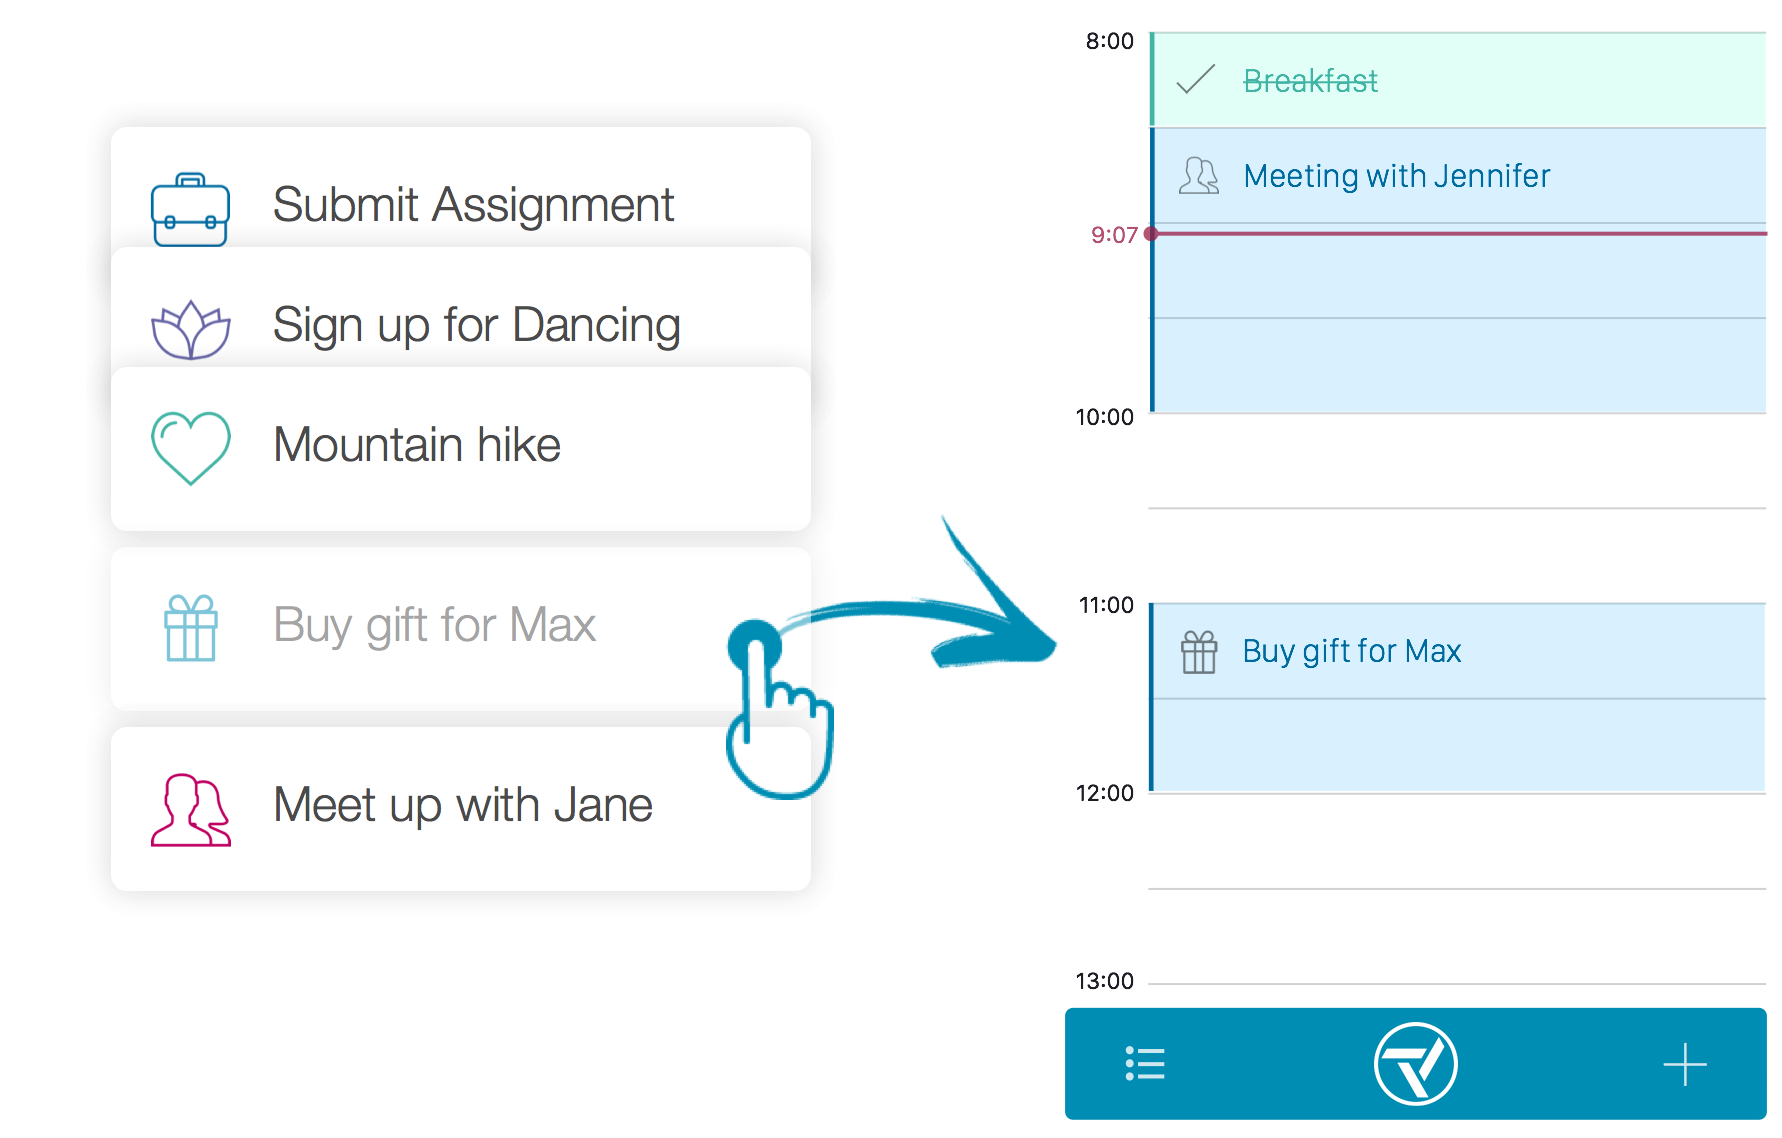 Submit Assignment
Sign up for Dancing
Mountain hike
Buy gift for Max
Meet up with Jane
8:00
Breakfast
Meeting with Jennifer
9:07
10:00
11:00
Buy gift for Max
12:00
13:00